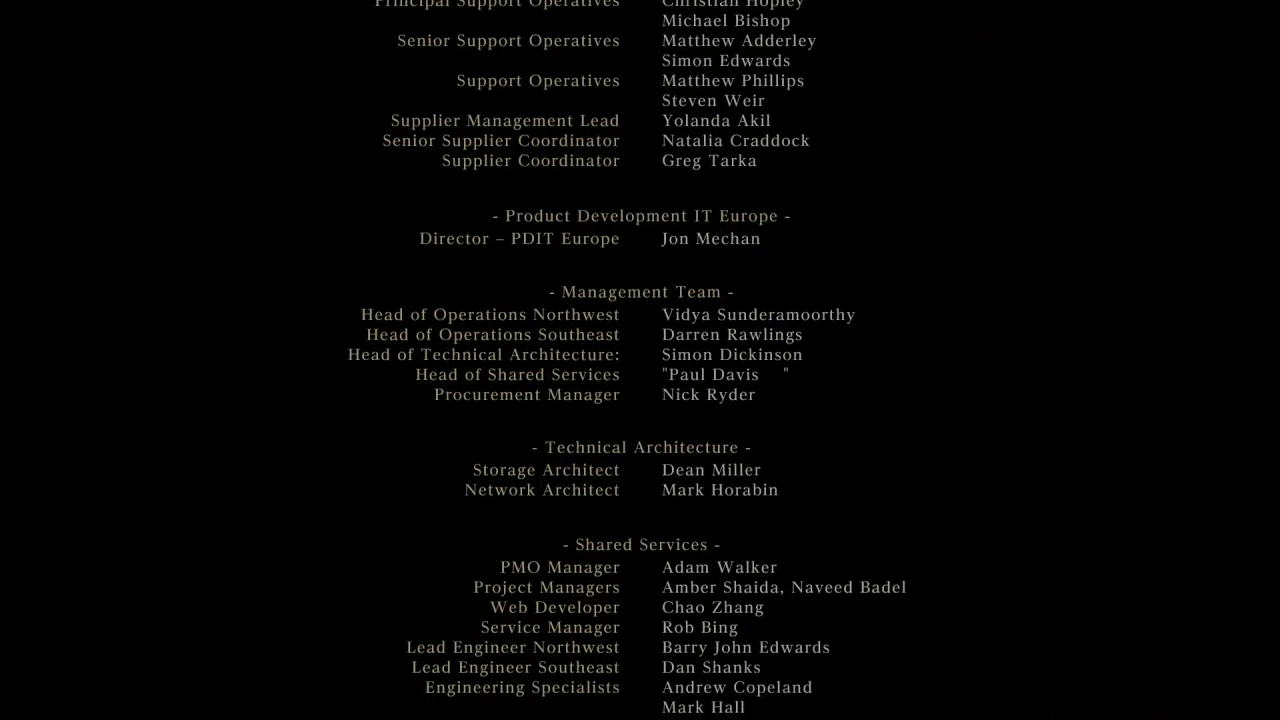 Principal Support Operatives Christian Hopley
Michael Bishop
Senior Support Operatives Matthew Adderley
Simon Edwards
Support Operatives Matthew Phillips
Steven Weir
Supplier Management Lead Yolanda Akil
Senior Supplier Coordinator Natalia Craddock
Supplier Coordinator Greg Tarka
- Product Development IT Europe -
Director – PDIT Europe Jon Mechan
- Management Team -
Head of Operations Northwest Vidya Sunderamoorthy
Head of Operations Southeast Darren Rawlings
Head of Technical Architecture: Simon Dickinson
Head of Shared Services "Paul Davis "
Procurement Manager Nick Ryder
- Technical Architecture -
Storage Architect Dean Miller
Network Architect Mark Horabin
- Shared Services -
PMO Manager Adam Walker
Project Managers Amber Shaida, Naveed Badel
Web Developer Chao Zhang
Service Manager Rob Bing
Lead Engineer Northwest Barry John Edwards
Lead Engineer Southeast Dan Shanks
Engineering Specialists Andrew Copeland
Mark Hall